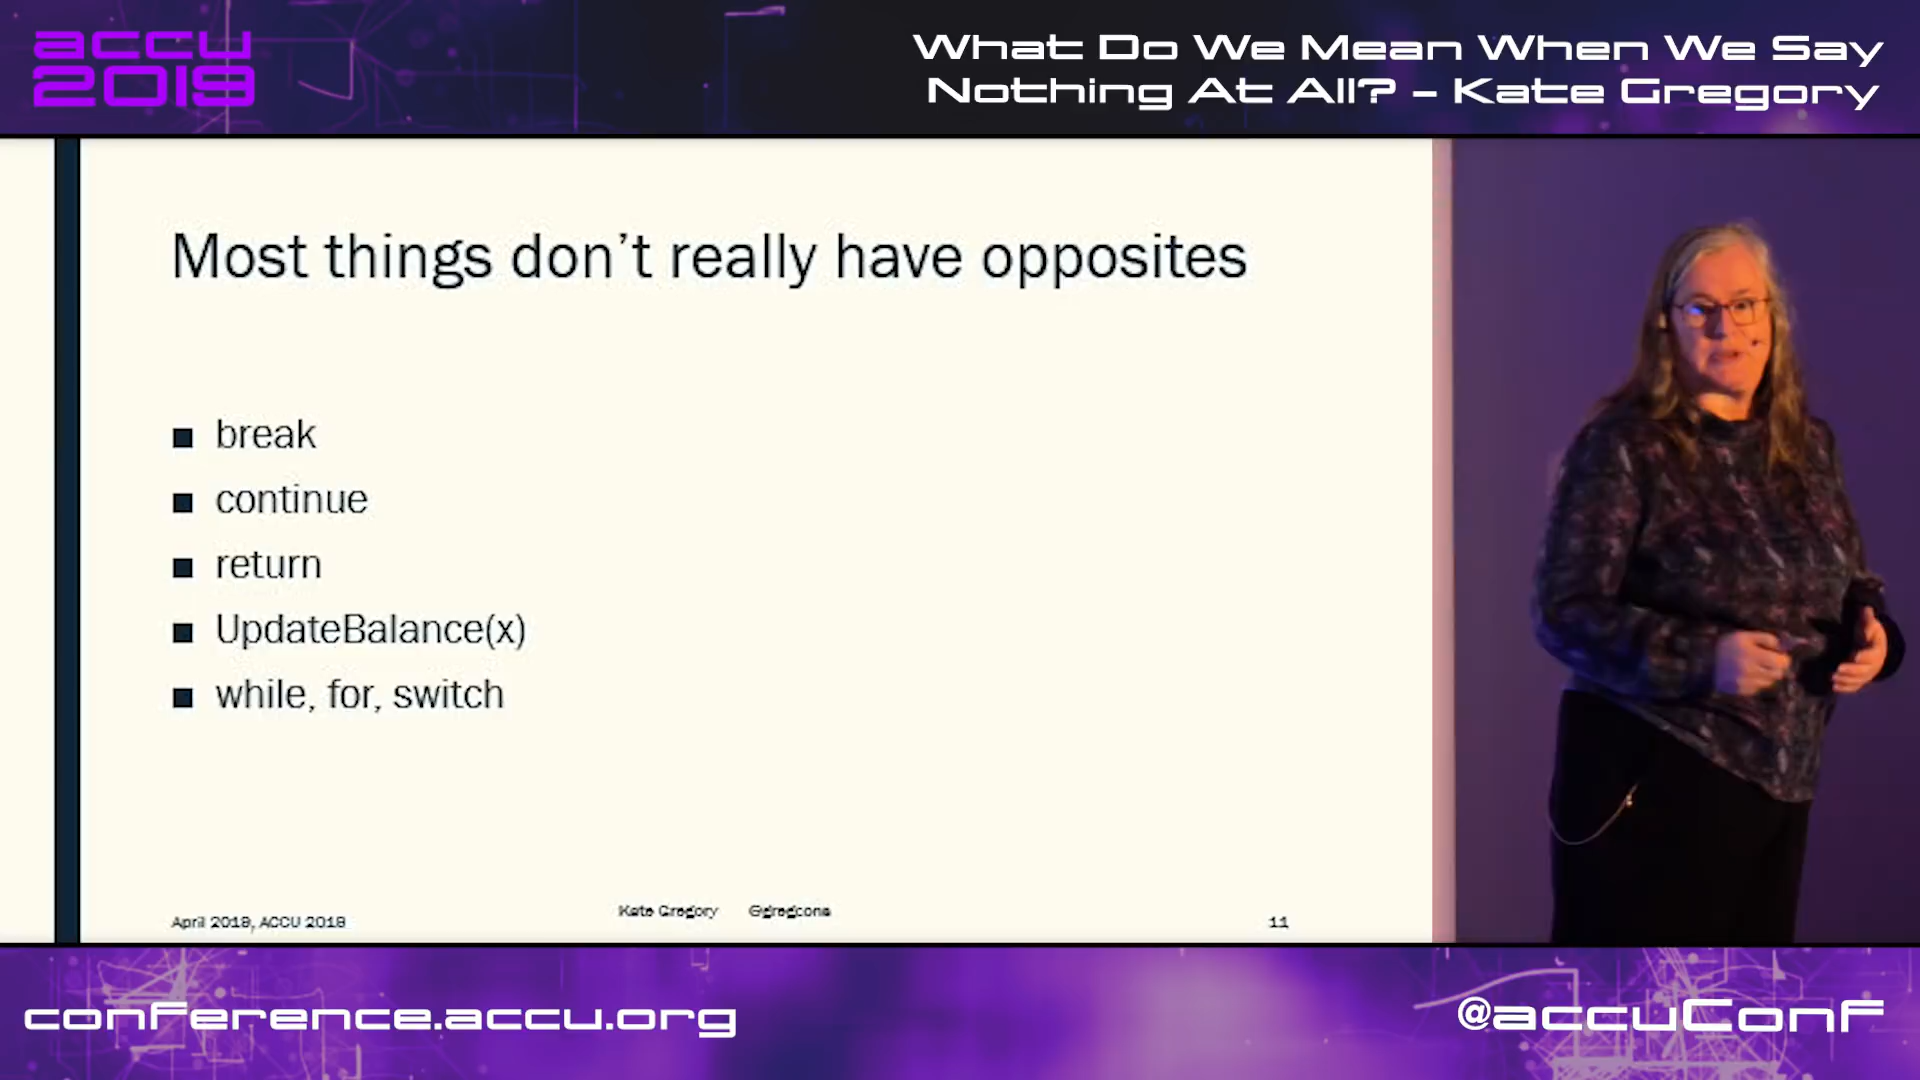 accu
2019
What Do We Mean When We Say
Nothing At All? - Kate Gregory
Most things don't really have opposites
break
continue
return
UpdateBalance(x)
while, for, switch
April 2019, ACCU 2019
Kate Gregory @gregcons
11
conference.accu.org
@accuConf